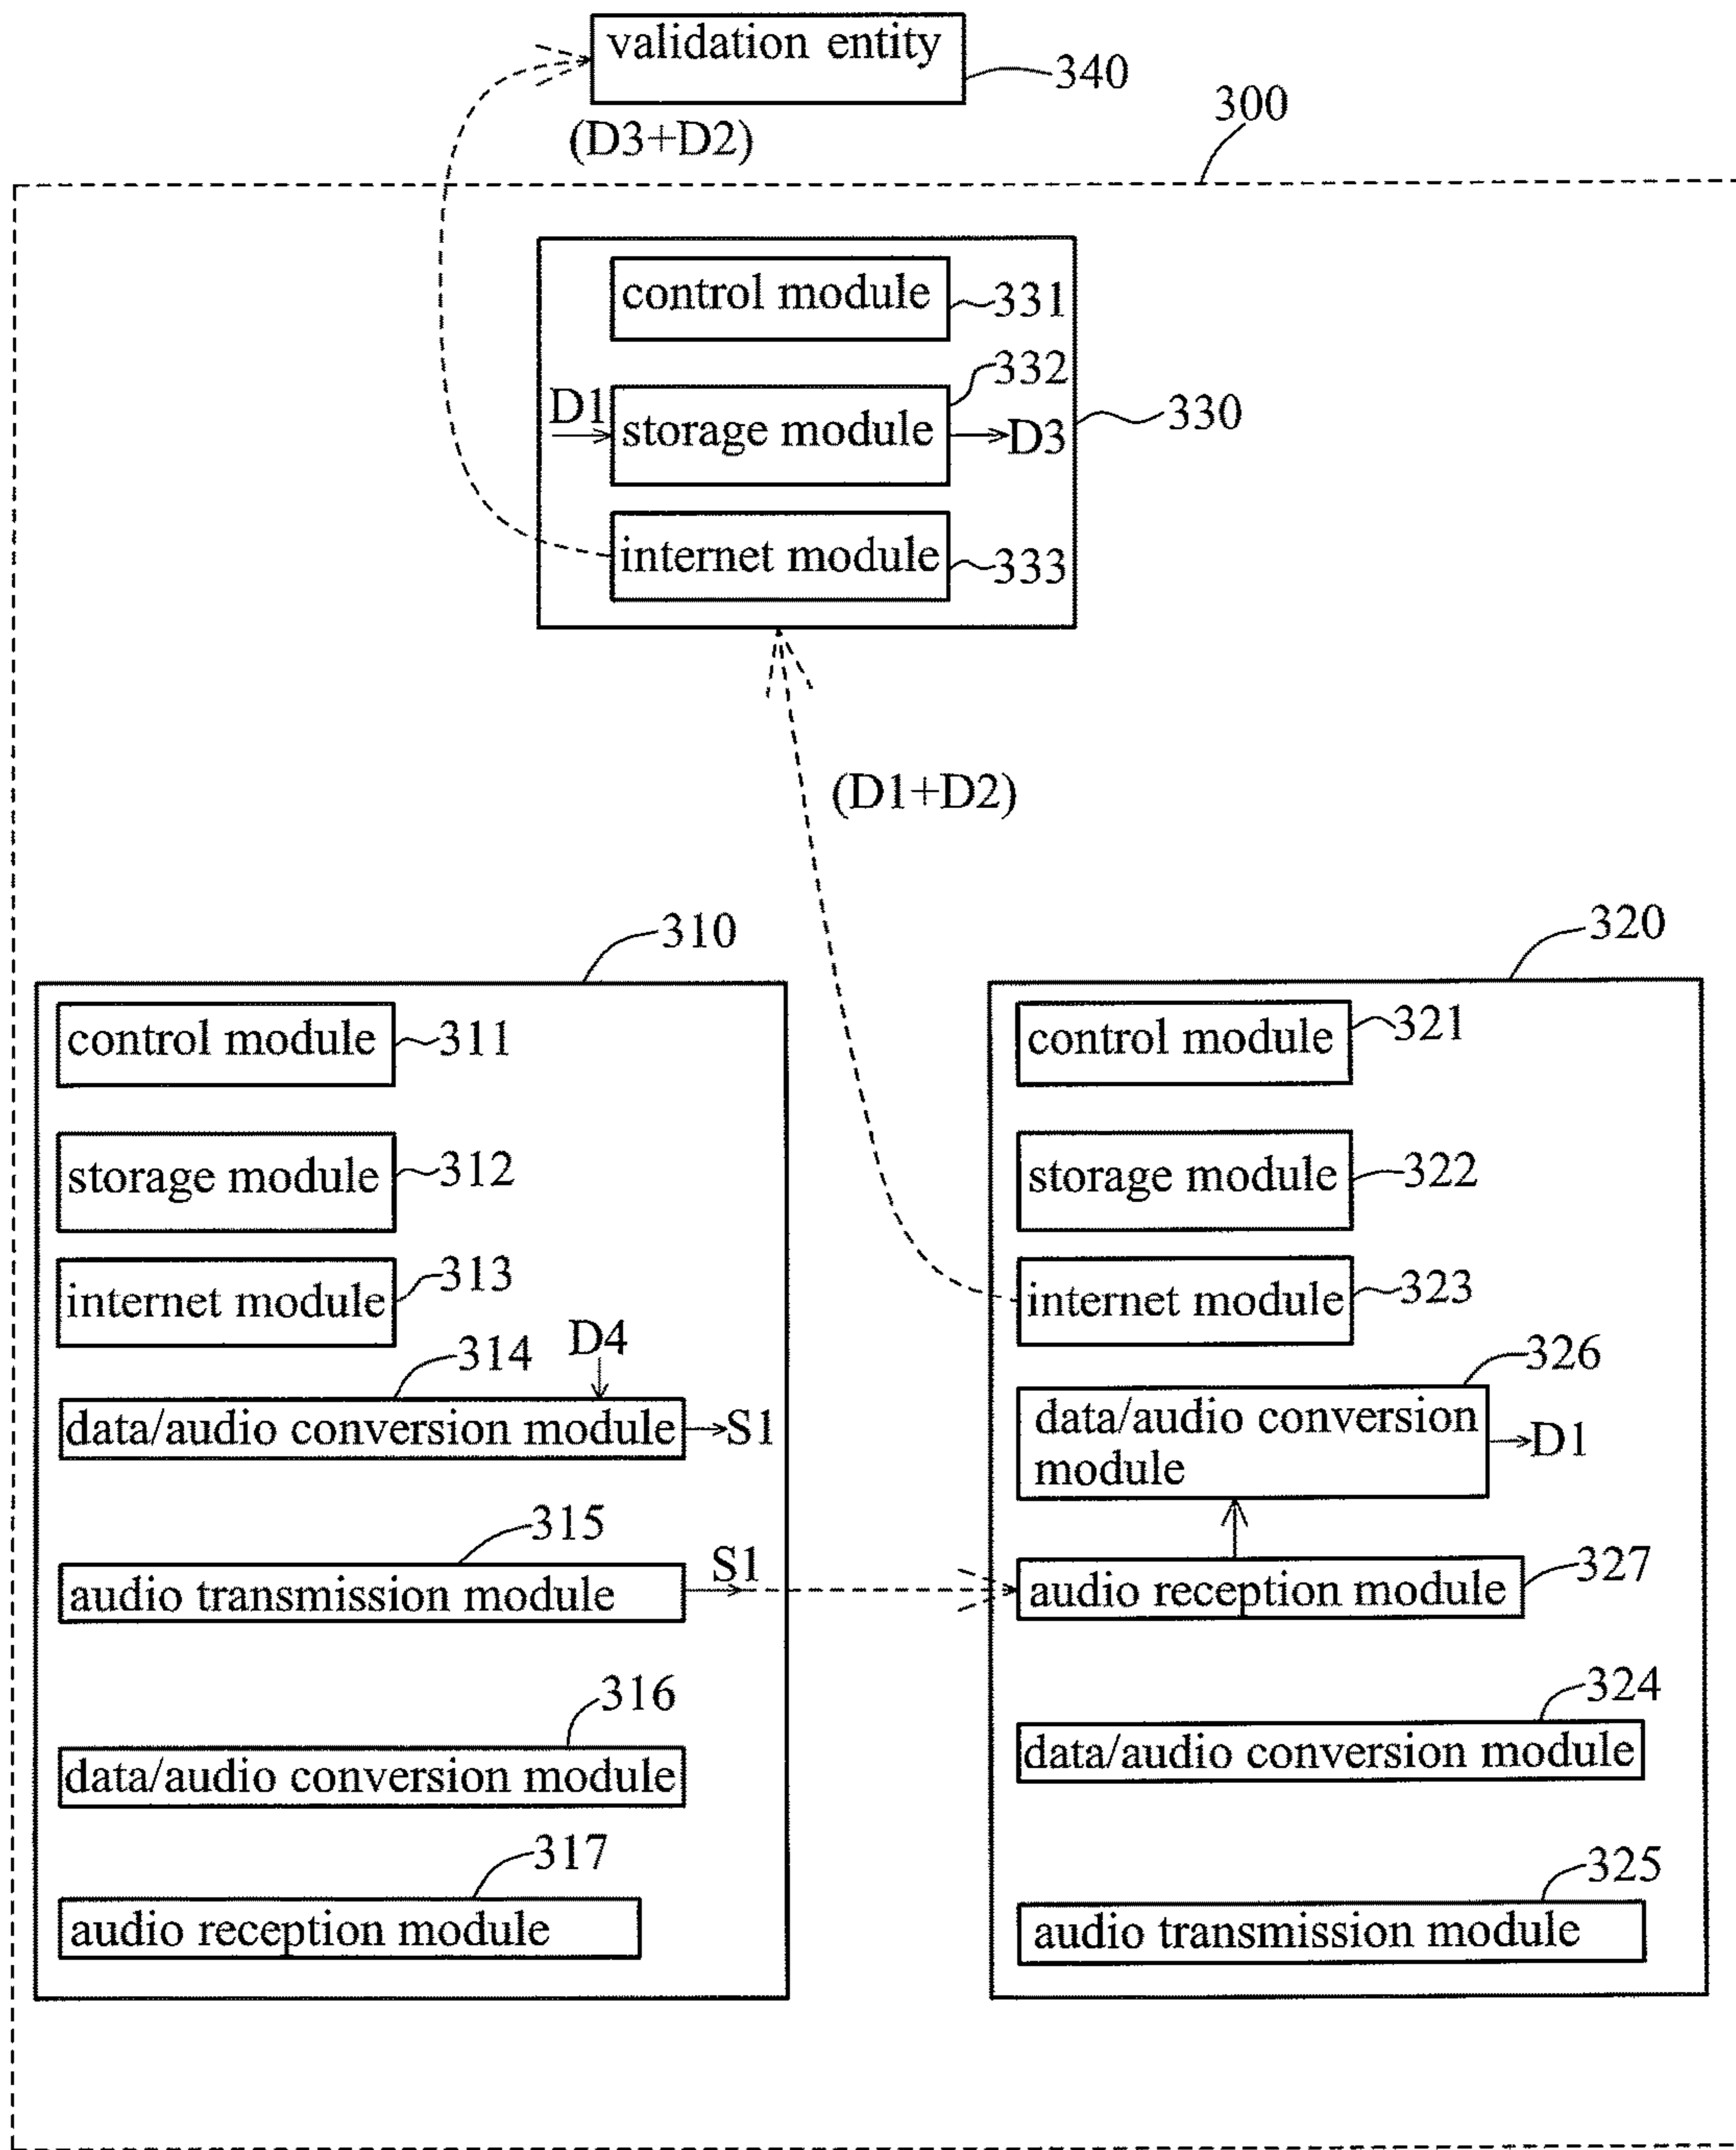 validation entity
340
(D3+D2)
300
control module
331
332
D1
storage module
D3
330
internet module
333
(D1+D2)
310
control module
311
storage module
312
313
internet module
D4
314
data/audio conversion module
S1
315
S1
audio transmission module
316
data/audio conversion module
317
audio reception module
320
321
control module
storage module
322
internet module
323
326
data/audio conversion
module
D1
327
audio reception module
324
data/audio conversion module
325
audio transmission module